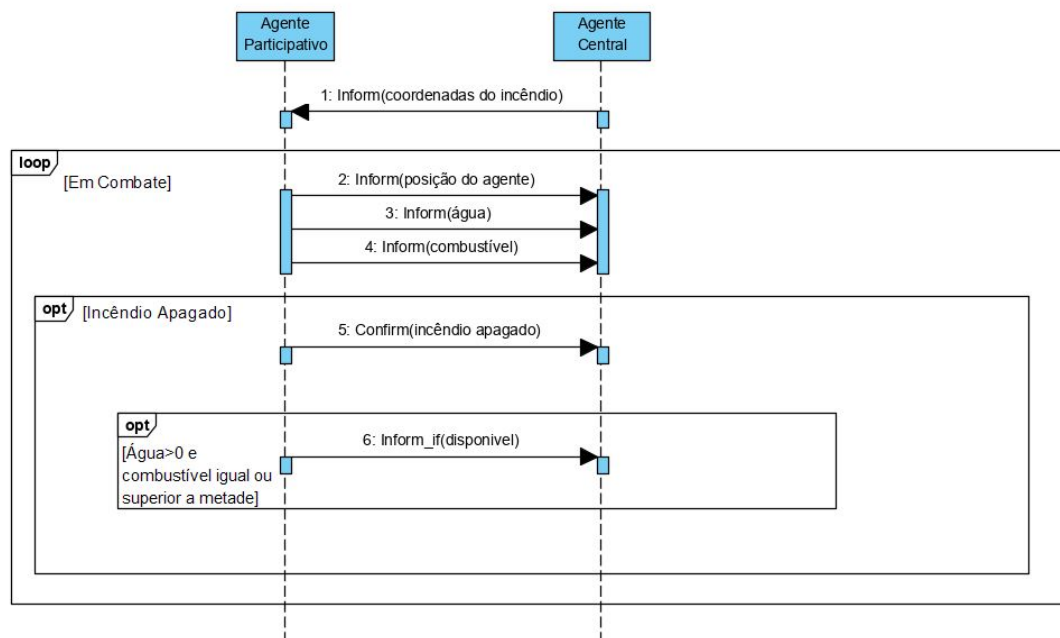 Agente
Participativo
Agente
Central
1: Inform(coordenadas do incêndio)
loop
[Em Combate]
2: Inform(posição do agente)
3: Inform(água)
4: Inform(combustível)
opt
[Incêndio Apagado]
5: Confirm(incêndio apagado)
opt
[Água>0 e
combustível igual ou
superior a metade]
6: Inform_if(disponivel)